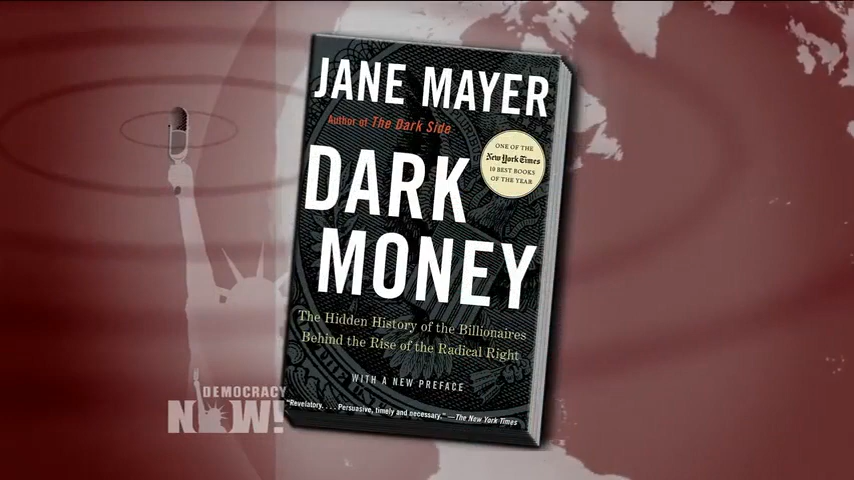 JANE MAYER
Author of The Dark Side
ONE OF THE
New York Times
10 BEST BOOKS
OF THE YEAR
DARK
MONEY
The Hidden History of the Billionaires
Behind the Rise of the Radical Right
WITH A NEW PREFACE
"Revelatory. . . . Persuasive, timely and necessary." —The New York Times
DEMOCRACY
NOW!